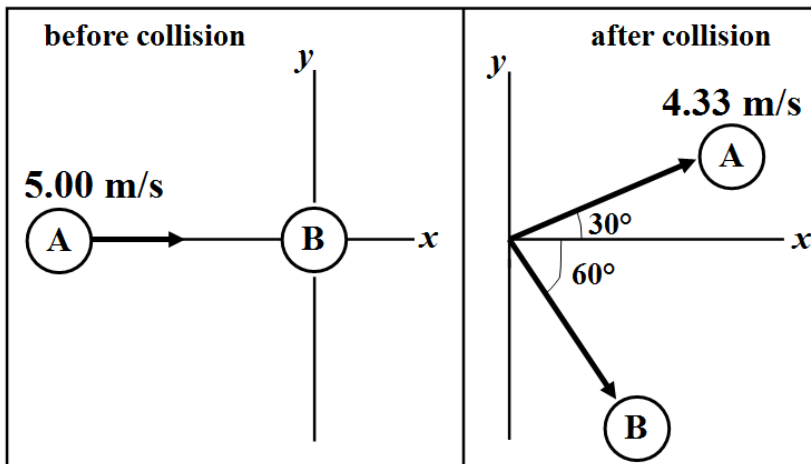 before collision
y
5.00 m/s
A
B
x
after collision
y
4.33 m/s
A
30°
x
60°
B